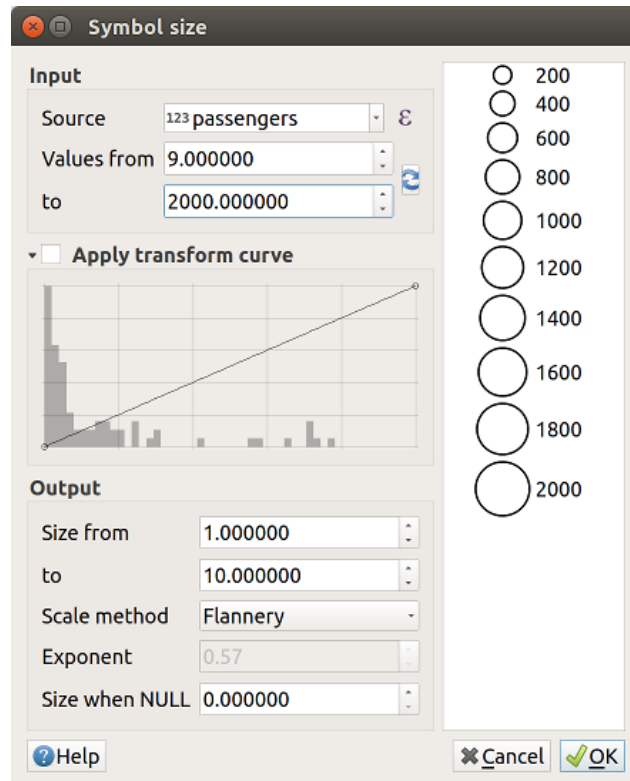 Symbol size
Input
Source 123 passengers ε
Values from 9.000000
to 2000.000000
Apply transform curve
Output
Size from 1.000000
to 10.000000
Scale method Flannery
Exponent 0.57
Size when NULL 0.000000
Help
200
400
600
800
1000
1200
1400
1600
1800
2000
Cancel OK